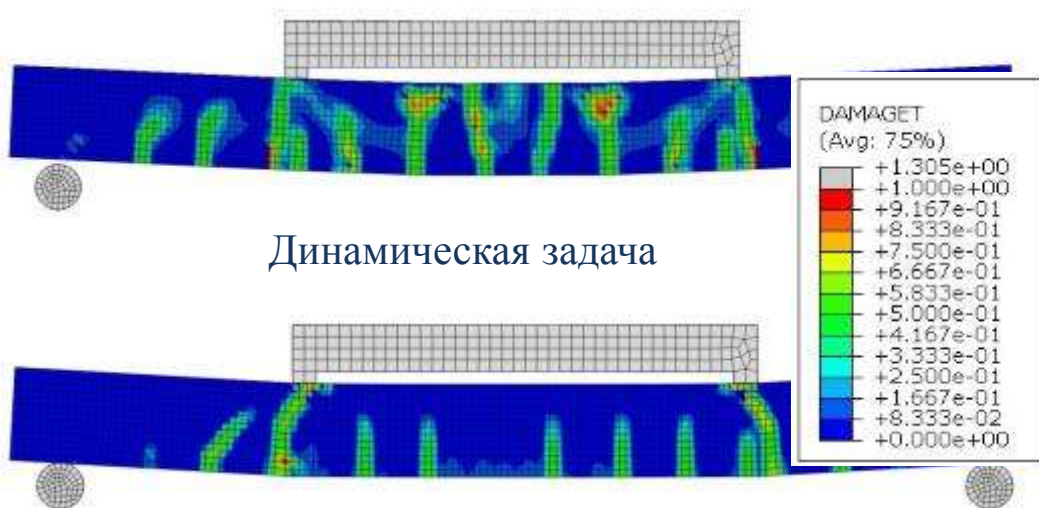 DAMAGET
(Avg: 75%)
+1.305e+00
+1.000e+00
+9.167e-01
+8.333e-01
+7.500e-01
+6.667e-01
+5.833e-01
+5.000e-01
+4.167e-01
+3.333e-01
+2.500e-01
+1.667e-01
+8.333e-02
+0.000e+00
Динамическая задача